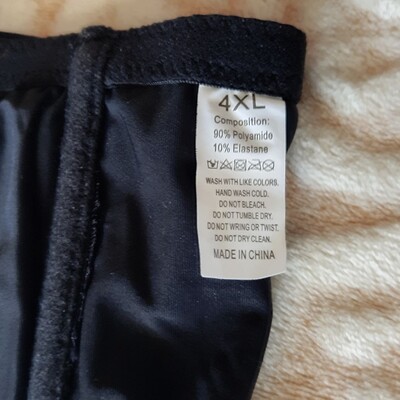 4XL
Composition:
90% Polyamide
10% Elastane
WASH WITH LIKE COLORS.
HAND WASH COLD.
DO NOT BLEACH.
DO NOT TUMBLE DRY.
DO NOT WRING OR TWIST.
DO NOT DRY CLEAN.
MADE IN CHINA